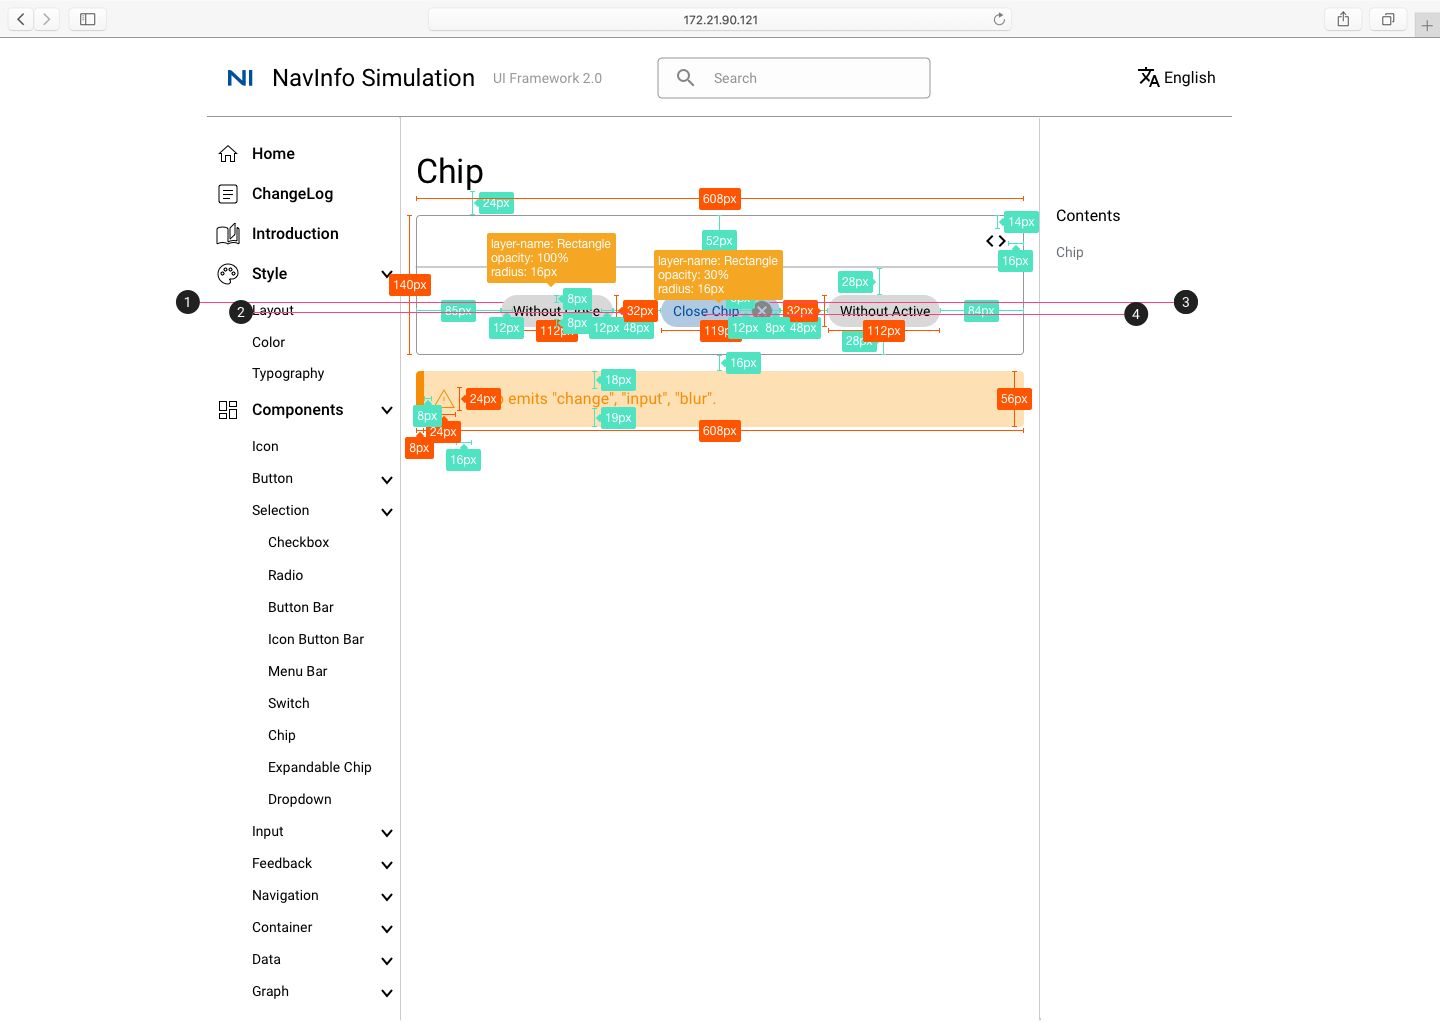 172.21.90.121
NI NavInfo Simulation UI Framework 2.0 Search English
Home
ChangeLog
Introduction
Style
Layout
Color
Typography
Components
Icon
Button
Selection
Checkbox
Radio
Button Bar
Icon Button Bar
Menu Bar
Switch
Chip
Expandable Chip
Dropdown
Input
Feedback
Navigation
Container
Data
Graph
Chip
24px 608px
14px
52px
16px
layer-name: Rectangle
opacity: 100%
radius: 16px
layer-name: Rectangle
opacity: 30%
radius: 16px
140px
28px
8px
1 3
2 4
Without Close 32px Close Chip 32px Without Active 84px
8px
12px 112px 12px 48px 12px 8px 48px 112px
28px
16px
18px
24px emits "change", "input", "blur". 56px
8px 19px
24px 608px
8px
16px
Contents
Chip